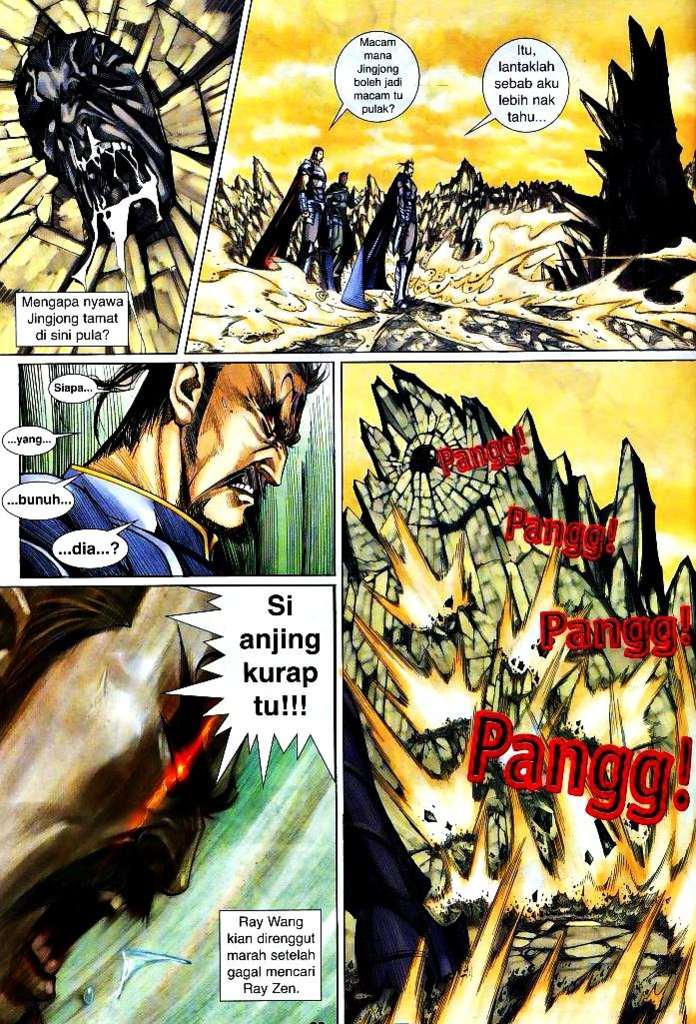 Mengapa nyawa
Jingjong tamat
di sini pula?
Macam
mana
Jingjong
boleh jadi
macam tu
pulak?
Itu,
lantaklah
sebab aku
lebih nak
tahu...
Siapa...
...yang...
...bunuh...
...dia...?
Pangg!
Pangg!
Pangg!
Pangg!
Si
anjing
kurap
tu!!!
Ray Wang
kian direnggut
marah setelah
gagal mencari
Ray Zen.